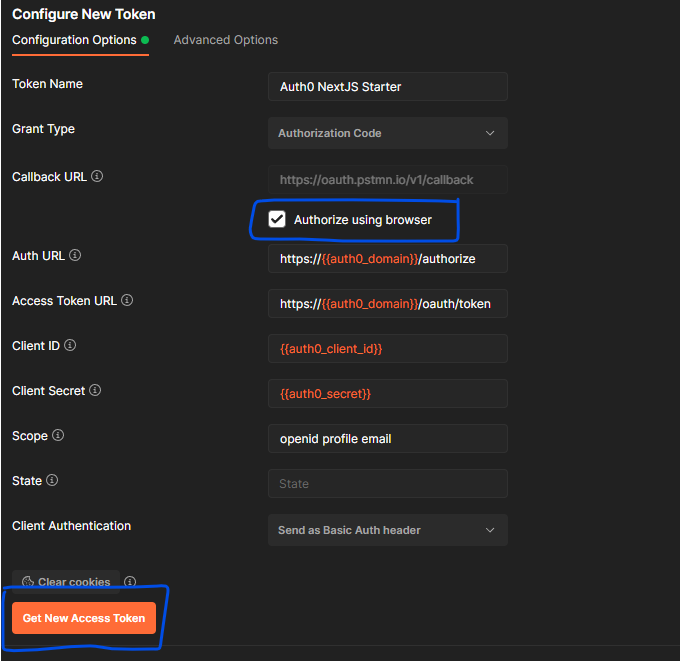 Configure New Token
Configuration Options Advanced Options
Token Name Auth0 NextJS Starter
Grant Type Authorization Code
Callback URL https://oauth.pstmn.io/v1/callback
Authorize using browser
Auth URL https://{{auth0_domain}}/authorize
Access Token URL https://{{auth0_domain}}/oauth/token
Client ID {{auth0_client_id}}
Client Secret {{auth0_secret}}
Scope openid profile email
State State
Client Authentication Send as Basic Auth header
Clear cookies
Get New Access Token